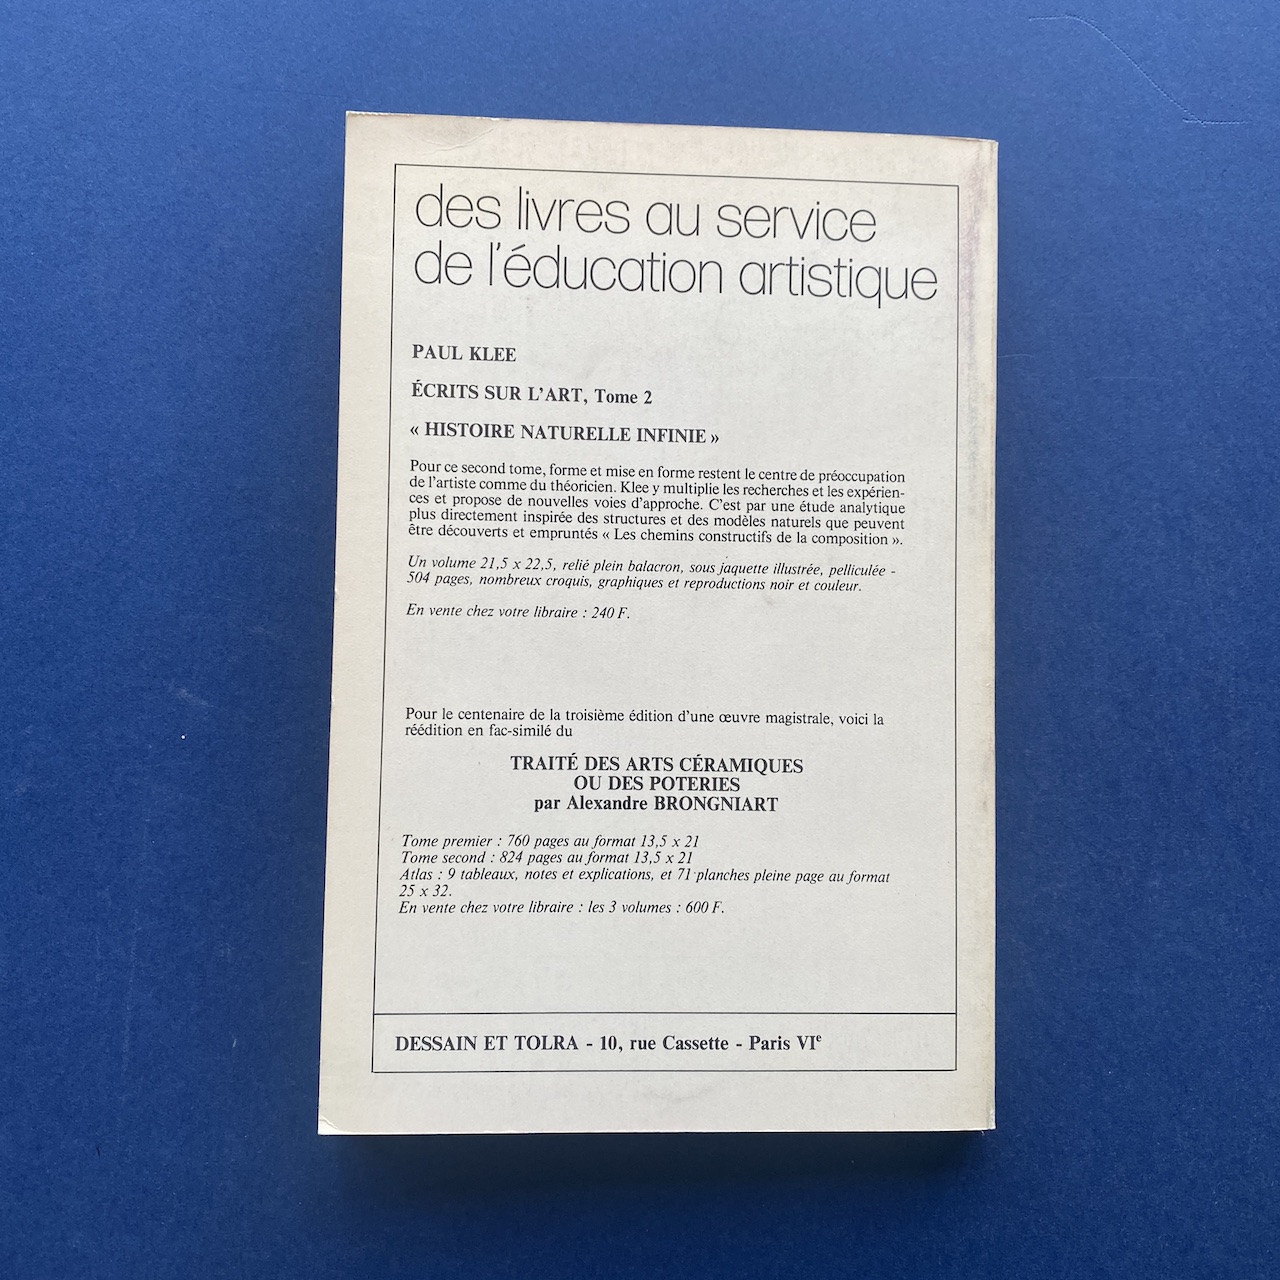 des livres au service
de l'éducation artistique
PAUL KLEE
ÉCRITS SUR L'ART, Tome 2
« HISTOIRE NATURELLE INFINIE »
Pour ce second tome, forme et mise en forme restent le centre de préoccupation
de l'artiste comme du théoricien. Klee y multiplie les recherches et les expérien-
ces et propose de nouvelles voies d'approche. C'est par une étude analytique
plus directement inspirée des structures et des modèles naturels que peuvent
être découverts et empruntés « Les chemins constructifs de la composition ».
Un volume 21,5 x 22,5, relié plein balacron, sous jaquette illustrée, pelliculée -
504 pages, nombreux croquis, graphiques et reproductions noir et couleur.
En vente chez votre libraire : 240 F.
Pour le centenaire de la troisième édition d'une œuvre magistrale, voici la
réédition en fac-similé du
TRAITÉ DES ARTS CÉRAMIQUES
OU DES POTERIES
par Alexandre BRONGNIART
Tome premier : 760 pages au format 13,5 x 21
Tome second : 824 pages au format 13,5 x 21
Atlas : 9 tableaux, notes et explications, et 71 planches pleine page au format
25 x 32.
En vente chez votre libraire : les 3 volumes : 600 F.
DESSAIN ET TOLRA - 10, rue Cassette - Paris VIe